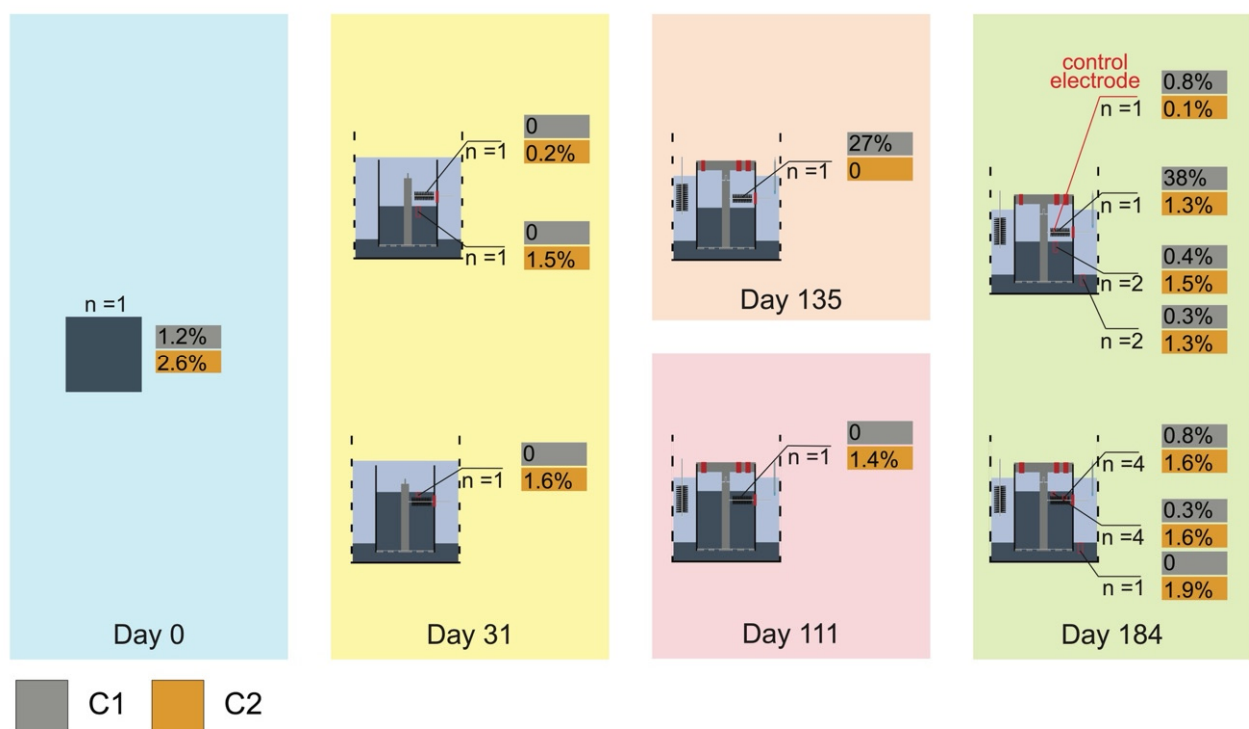 n =1
1.2%
2.6%
Day 0
n =1
0
0.2%
n =1
0
1.5%
n =1
0
1.6%
Day 31
n =1
27%
0
Day 135
n =1
0
1.4%
Day 111
control
electrode
n =1
0.8%
0.1%
n =1
38%
1.3%
n =2
0.4%
1.5%
n =2
0.3%
1.3%
n =4
0.8%
1.6%
n =4
0.3%
1.6%
n =1
0
1.9%
Day 184
C1
C2